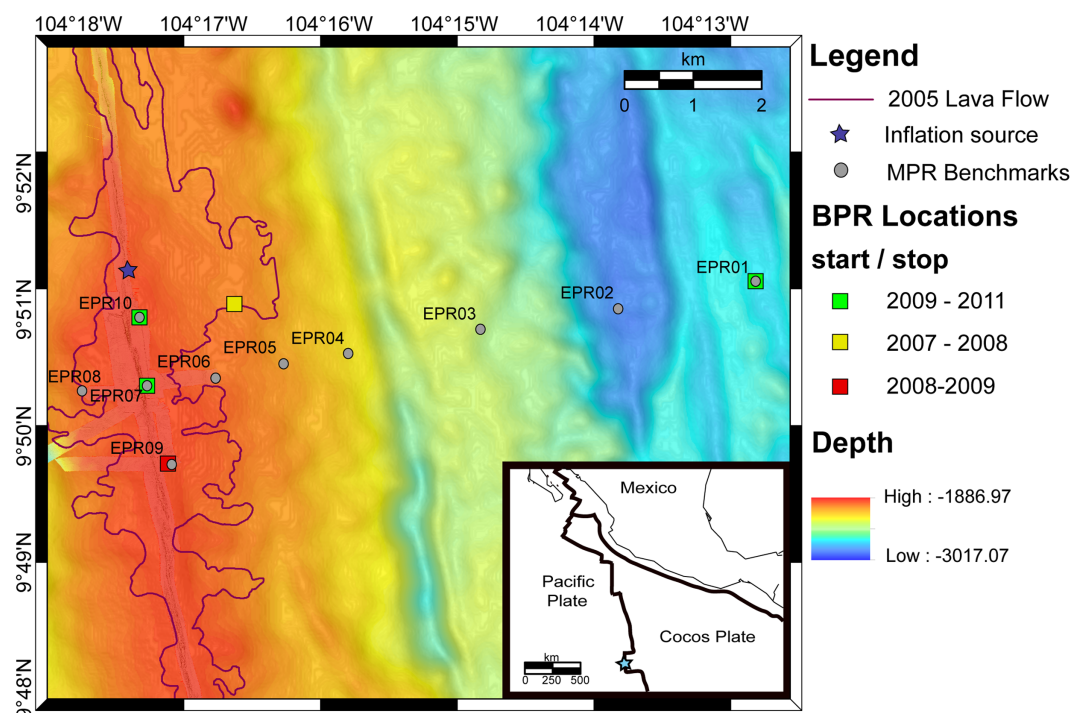 104°18'W 104°17'W 104°16'W 104°15'W 104°14'W 104°13'W
km
0 1 2
9°52'N
9°51'N
9°50'N
9°49'N
9°48'N
EPR01
EPR02
EPR03
EPR04
EPR05
EPR06
EPR07
EPR08
EPR09
EPR10
Mexico
Pacific
Plate
Cocos Plate
km
0 250 500
Legend
2005 Lava Flow
Inflation source
MPR Benchmarks
BPR Locations
start / stop
2009 - 2011
2007 - 2008
2008-2009
Depth
High : -1886.97
Low : -3017.07